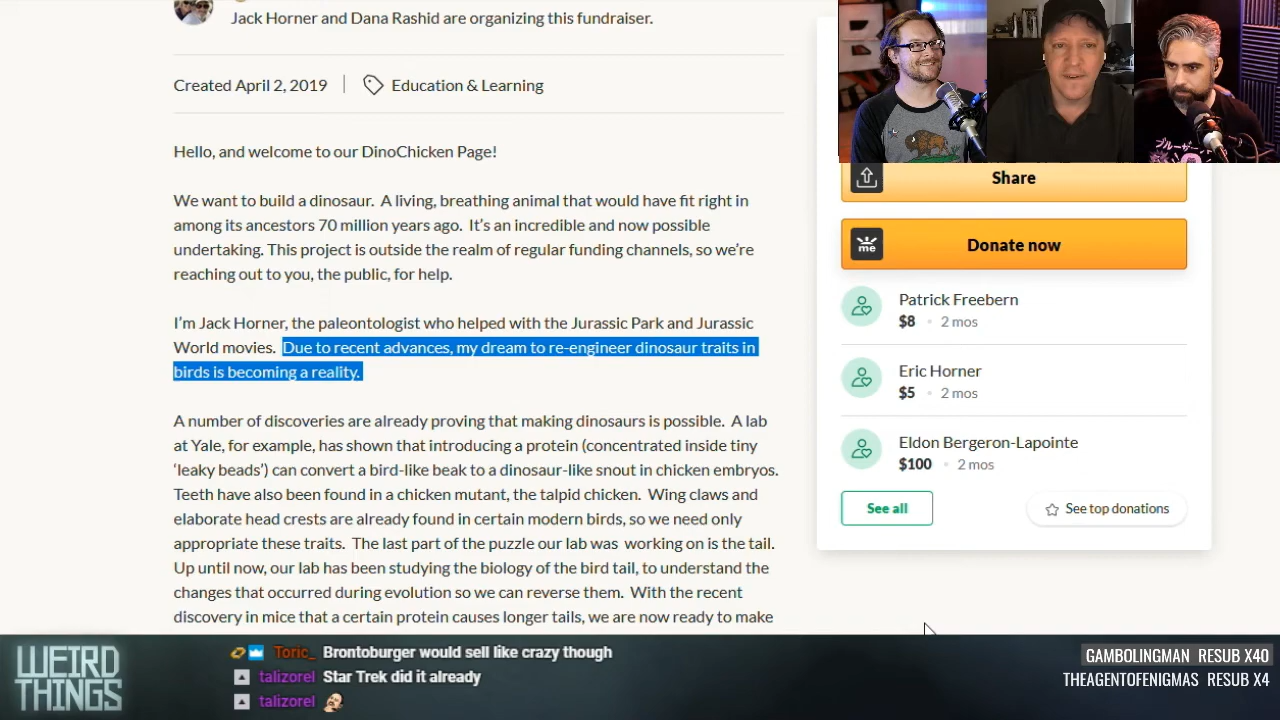 Jack Horner and Dana Rashid are organizing this fundraiser.
Created April 2, 2019
Education & Learning
Hello, and welcome to our DinoChicken Page!
We want to build a dinosaur.  A living, breathing animal that would have fit right in
among its ancestors 70 million years ago.  It's an incredible and now possible
undertaking. This project is outside the realm of regular funding channels, so we're
reaching out to you, the public, for help.
I'm Jack Horner, the paleontologist who helped with the Jurassic Park and Jurassic
World movies.  Due to recent advances, my dream to re-engineer dinosaur traits in
birds is becoming a reality.
A number of discoveries are already proving that making dinosaurs is possible.  A lab
at Yale, for example, has shown that introducing a protein (concentrated inside tiny
'leaky beads') can convert a bird-like beak to a dinosaur-like snout in chicken embryos.
Teeth have also been found in a chicken mutant, the talpid chicken.  Wing claws and
elaborate head crests are already found in certain modern birds, so we need only
appropriate these traits.  The last part of the puzzle our lab was  working on is the tail.
Up until now, our lab has been studying the biology of the bird tail, to understand the
changes that occurred during evolution so we can reverse them.  With the recent
discovery in mice that a certain protein causes longer tails, we are now ready to make
Share
me
Donate now
Patrick Freebern
$8 • 2 mos
Eric Horner
$5 • 2 mos
Eldon Bergeron-Lapointe
$100 • 2 mos
See all
See top donations
WEIRD
THINGS
Toric_ Brontoburger would sell like crazy though
talizorel Star Trek did it already
talizorel
GAMBOLINGMAN RESUB X40
THEAGENTOFENIGMAS RESUB X4